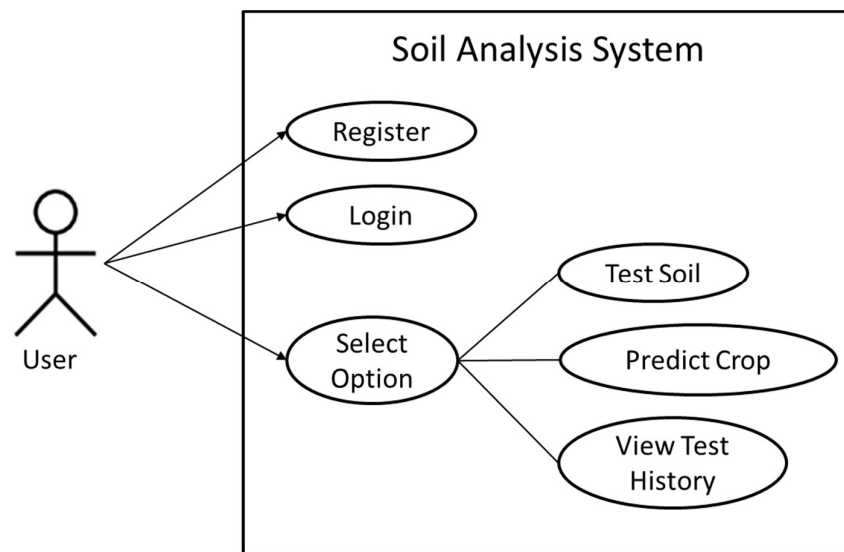 Soil Analysis System
Register
Login
Test Soil
Select
Option
Predict Crop
View Test
History
User